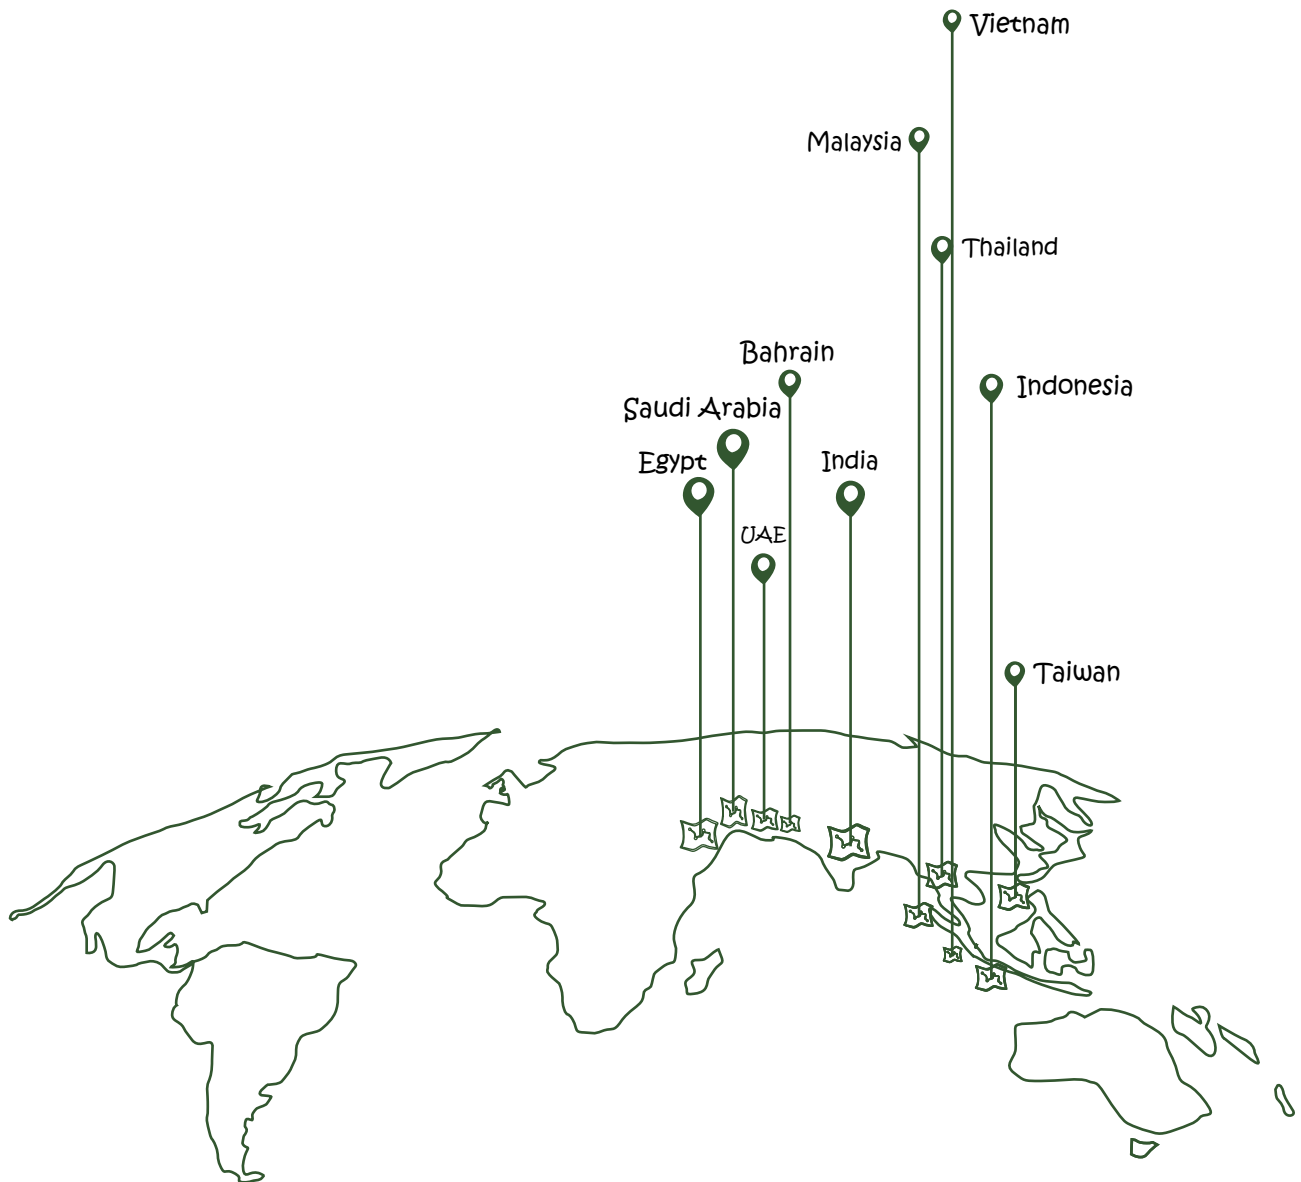 Vietnam
Malaysia
Thailand
Bahrain
Indonesia
Saudi Arabia
Egypt
India
UAE
Taiwan